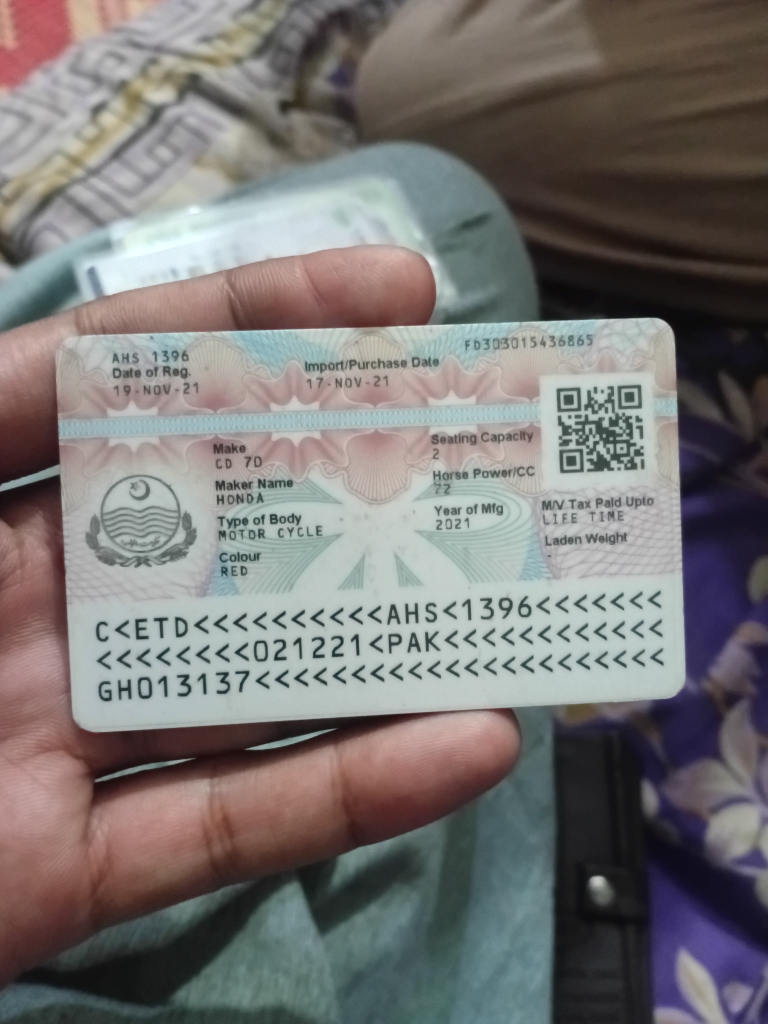 AHS 1396
FD303015436865
Date of Reg.
19-NOV-21
Import/Purchase Date
17-NOV-21
Make
CD 70
Maker Name
HONDA
Type of Body
MOTOR CYCLE
Colour
RED
Seating Capacity
2
Horse Power/CC
72
Year of Mfg
2021
M/V Tax Paid Upto
LIFE TIME
Laden Weight
-
C<ETD<<<<<<<<<<<AHS<1396<<<<<<<
<<<<<<<<021221<PAK<<<<<<<<<<<<
GH013137<<<<<<<<<<<<<<<<<<<<<<